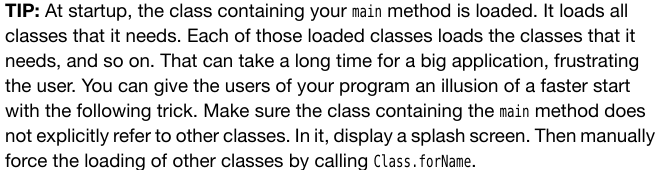 TIP: At startup, the class containing your main method is loaded. It loads all
classes that it needs. Each of those loaded classes loads the classes that it
needs, and so on. That can take a long time for a big application, frustrating
the user. You can give the users of your program an illusion of a faster start
with the following trick. Make sure the class containing the main method does
not explicitly refer to other classes. In it, display a splash screen. Then manually
force the loading of other classes by calling Class.forName.